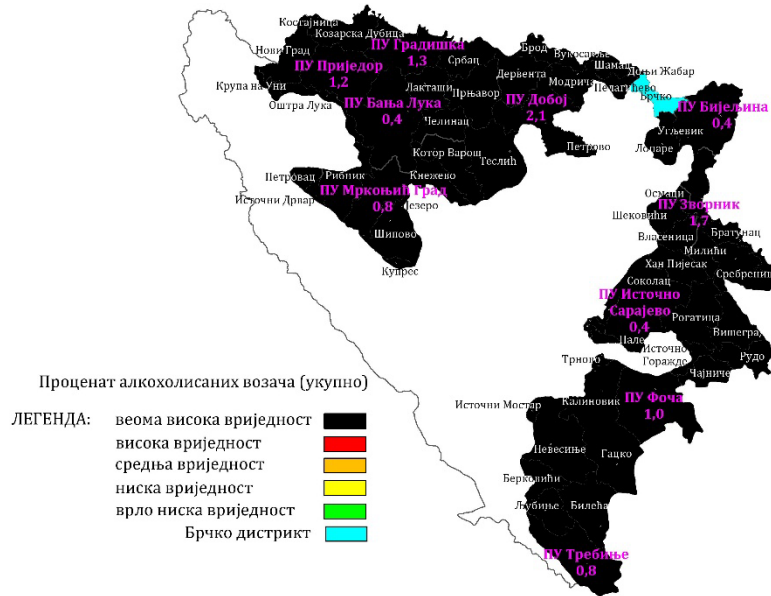 Костајница
Козарска Дубица
Нови Град
ПУ Градишка
1,3
Србац
Брод
Вукосавље
Шамац
Доњи Жабар
ПУ Приједор
1,2
Дервента
Модрича
Пелагићево
Брчко
Крупа на Уни
Оштра Лука
Лакташи
Прњавор
ПУ Добој
2,1
ПУ Бијељина
0,4
ПУ Бања Лука
0,4
Челинац
Угљевик
Лопаре
Петрово
Котор Варош
Теслић
Кнежево
Петровац
Рибник
Источни Дрвар
ПУ Мркоњић Град
0,8
Језеро
Шипово
Купрес
Осмаци
ПУ Зворник
1,7
Шековићи
Братунац
Власеница
Милићи
Хан Пијесак
Сребрениц
Соколац
ПУ Источно
Сарајево
0,4
Рогатица
Вишеград
Пале
Источно
Горажде
Рудо
Трново
Чајниче
Проценат алкохолисаних возача (укупно)
ЛЕГЕНДА:
веома висока вриједност
висока вриједност
средња вриједност
ниска вриједност
врло ниска вриједност
Брчко дистрикт
Источни Мостар
Калиновик
ПУ Фоча
1,0
Невесиње
Гацко
Берковићи
Љубиње
Билећа
ПУ Требиње
0,8